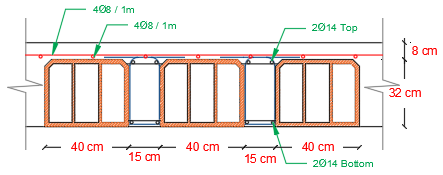 4Ø8 / 1m
4Ø8 / 1m
2Ø14 Top
8 cm
32 cm
40 cm
15 cm
40 cm
15 cm
40 cm
2Ø14 Bottom